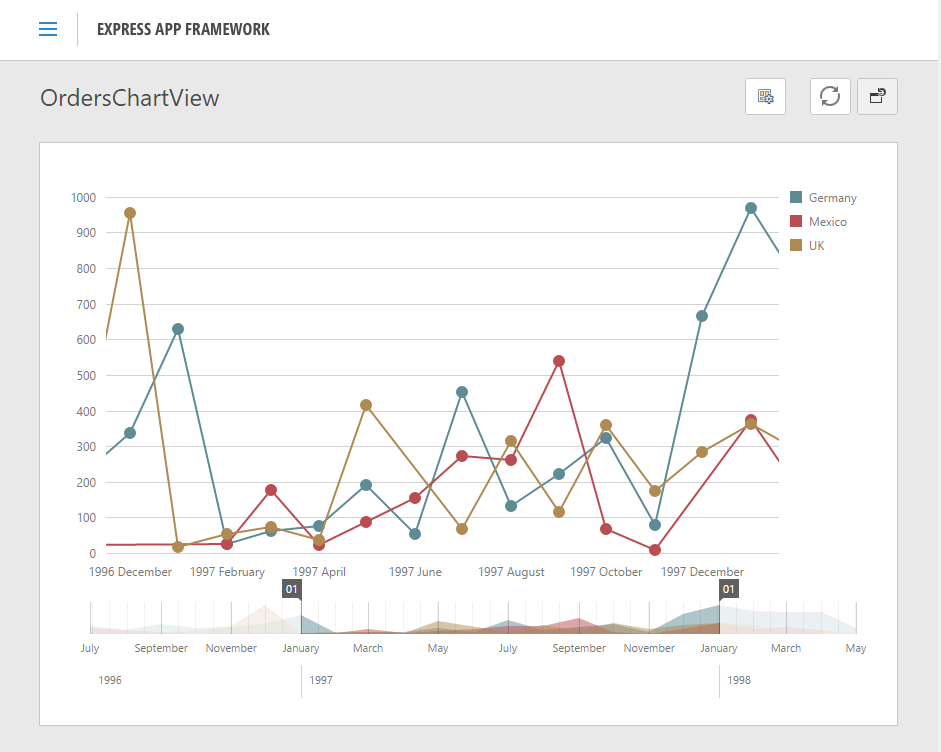 EXPRESS APP FRAMEWORK
OrdersChartView
1000
900
800
700
600
500
400
300
200
100
0
Germany
Mexico
UK
1996 December 1997 February 1997 April 1997 June 1997 August 1997 October 1997 December
01 01
July September November January March May July September November January March May
1996 1997 1998